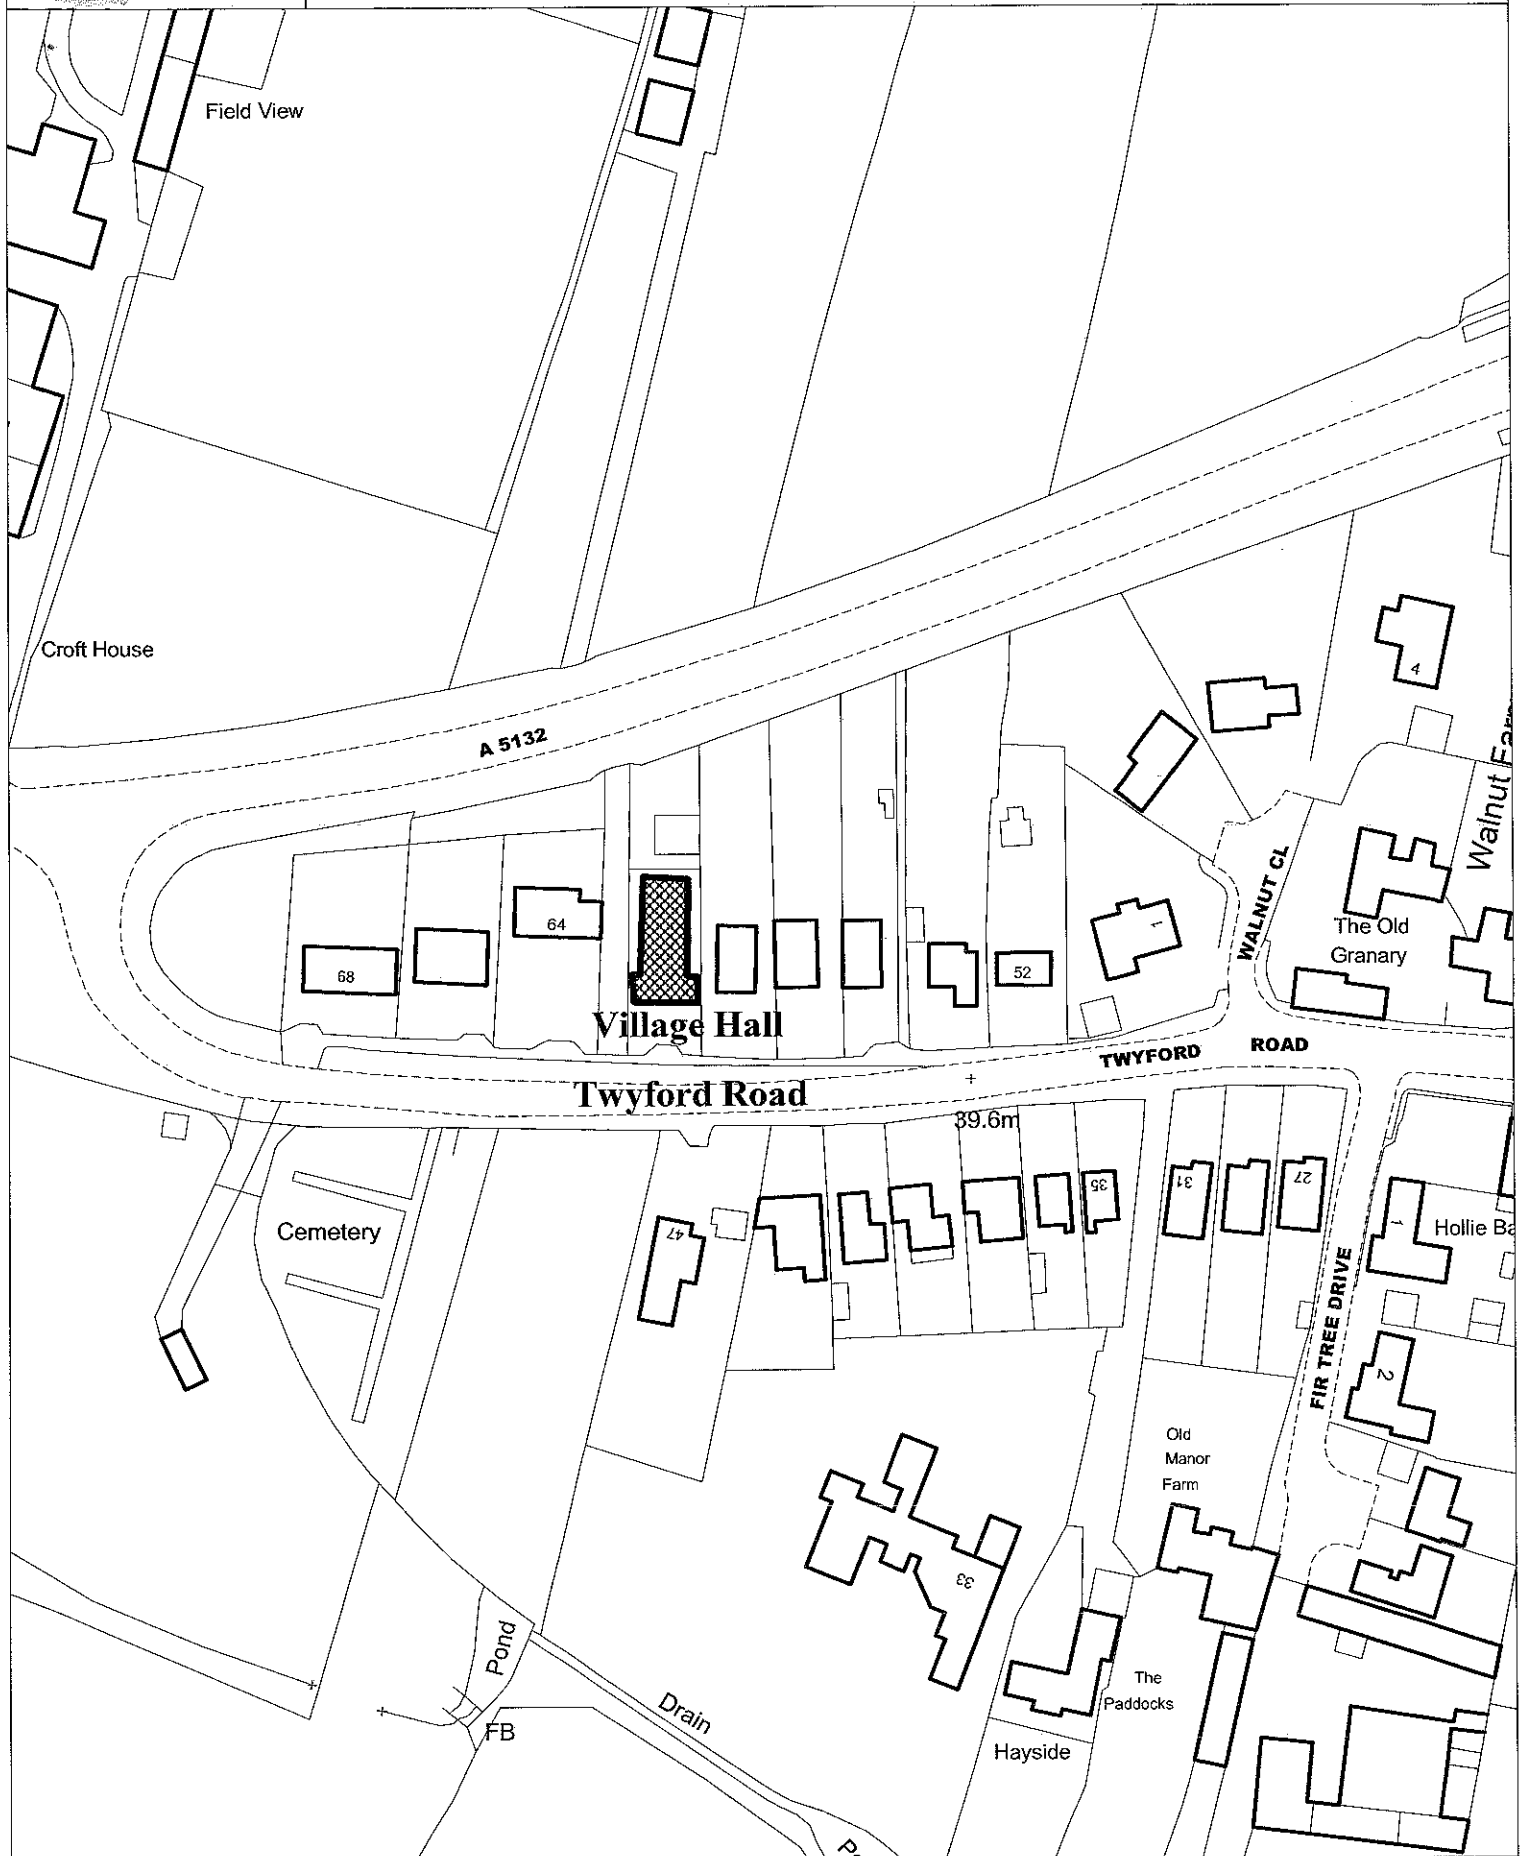 Field View
Croft House
A 5132
4
Walnut
1
WALNUT CL
The Old
Granary
64
68
52
Village Hall
TWYFORD ROAD
Twyford Road
39.6m
Cemetery
47
35
31
27
1
Hollie
FIR TREE DRIVE
2
Old
Manor
Farm
33
Pond
FB
Drain
The
Paddocks
Hayside